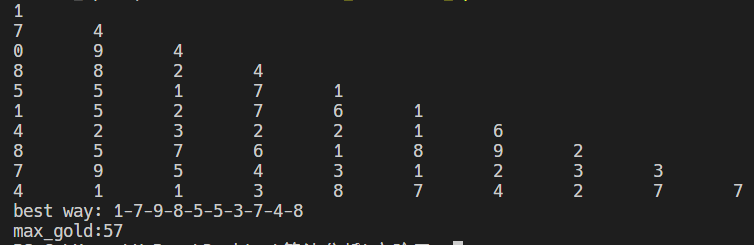 1
7 4
0 9 4
8 8 2 4
5 5 1 7 1
1 5 2 7 6 1
4 2 3 2 2 1 6
8 5 7 6 1 8 9 2
7 9 5 4 3 1 2 3 3
4 1 1 3 8 7 4 2 7 7
best way: 1-7-9-8-5-5-3-7-4-8
max_gold:57